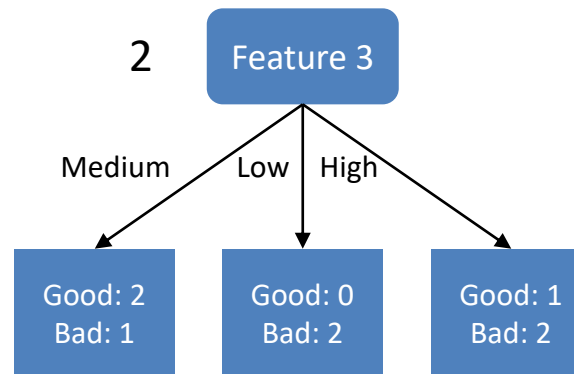 2
Feature 3
Medium
Low
High
Good: 2
Bad: 1
Good: 0
Bad: 2
Good: 1
Bad: 2